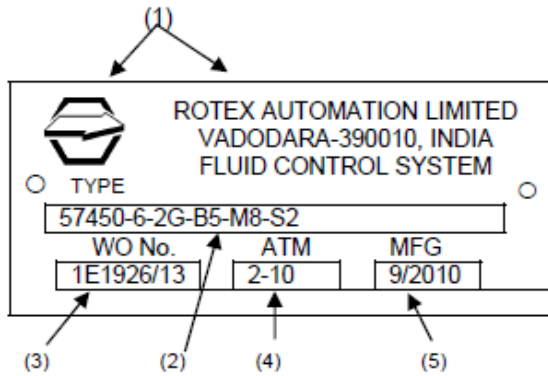 (1)
ROTEX AUTOMATION LIMITED
VADODARA-390010, INDIA
FLUID CONTROL SYSTEM
TYPE
57450-6-2G-B5-M8-S2
WO No. ATM MFG
1E1926/13 2-10 9/2010
(3) (2) (4) (5)